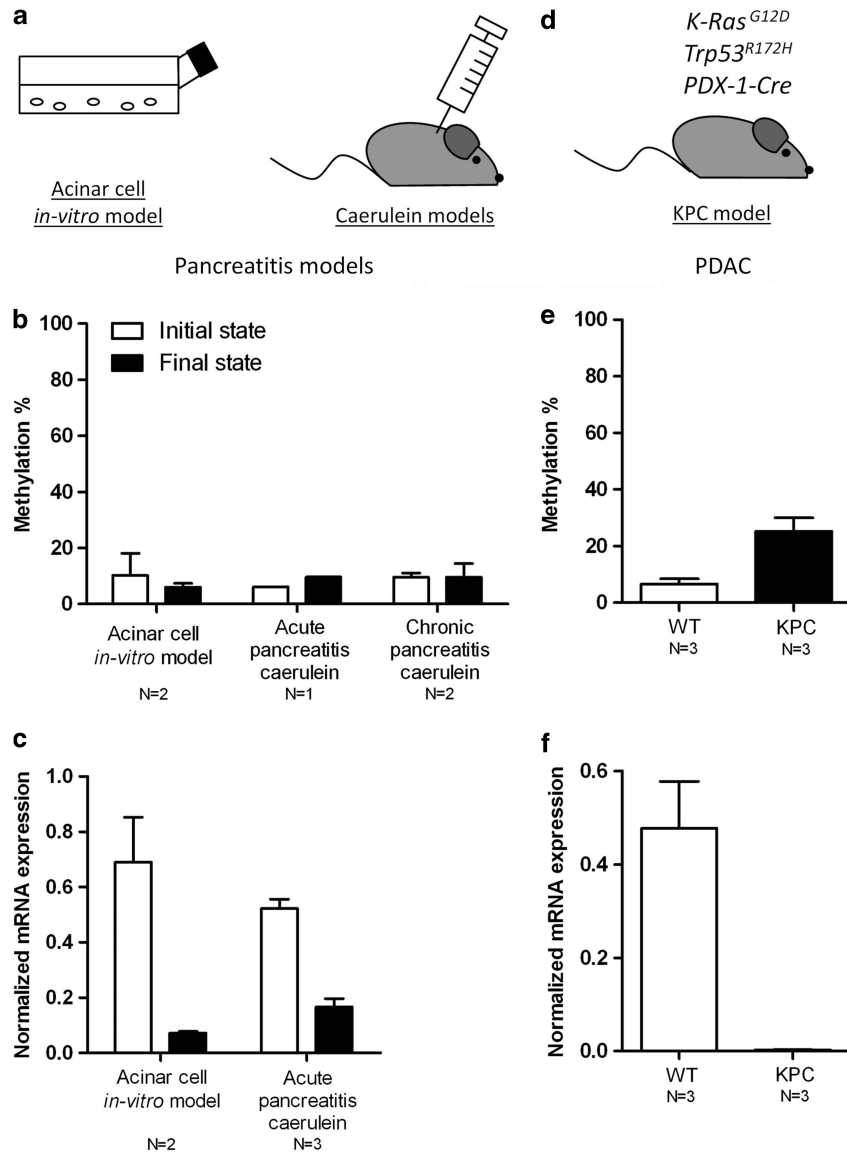 a
Acinar cell
in-vitro model
Caerulein models
Pancreatitis models
d
K-Ras G12D
Trp53R172H
PDX-1-Cre
KPC model
PDAC
b
Methylation %
100
80
60
40
20
0
Initial state
Final state
Acinar cell
in-vitro model
N=2
Acute
pancreatitis
caerulein
N=1
Chronic
pancreatitis
caerulein
N=2
e
Methylation %
100
80
60
40
20
0
WT
N=3
KPC
N=3
c
Normalized mRNA expression
1.0
0.8
0.6
0.4
0.2
0.0
Acinar cell
in-vitro model
N=2
Acute
pancreatitis
caerulein
N=3
f
Normalized mRNA expression
0.6
0.4
0.2
0.0
WT
N=3
KPC
N=3